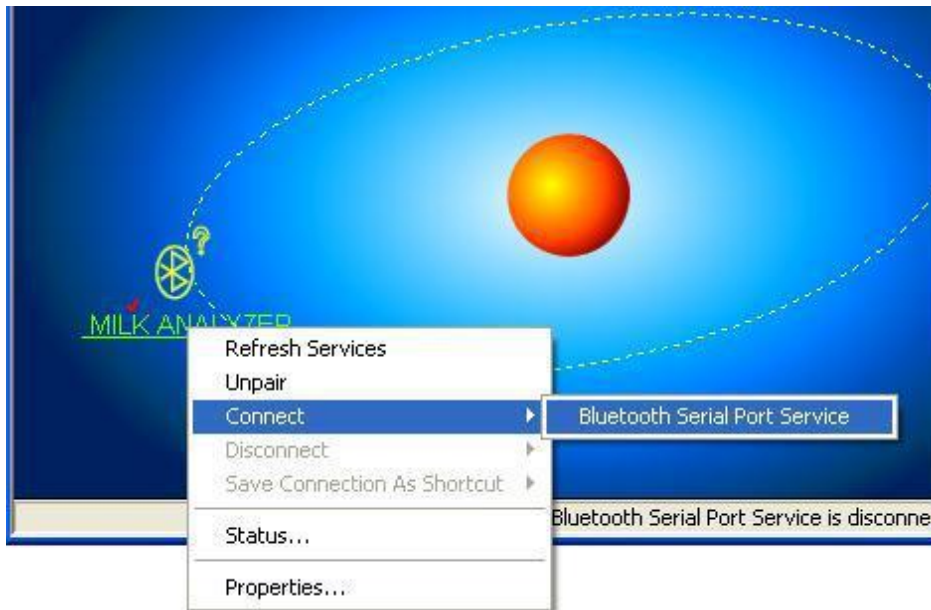 MILK ANALYZER
Refresh Services
Unpair
Connect
Bluetooth Serial Port Service
Disconnect
Save Connection As Shortcut
Bluetooth Serial Port Service is disconne
Status...
Properties...